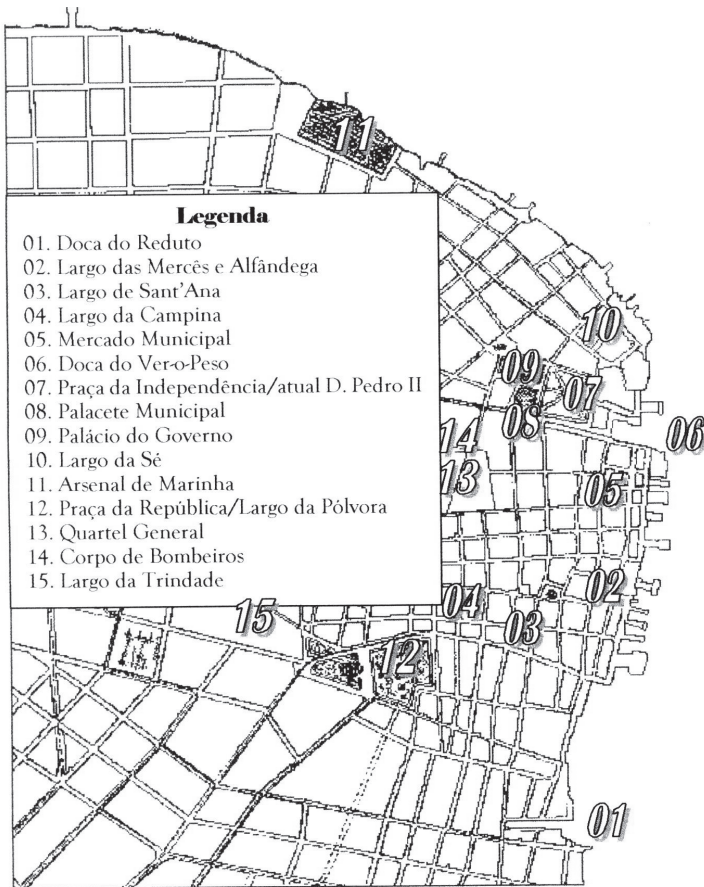 11
Legenda
01. Doca do Reduto
02. Largo das Mercês e Alfândega
03. Largo de Sant'Ana
04. Largo da Campina
05. Mercado Municipal
06. Doca do Ver-o-Peso
07. Praça da Independência/atual D. Pedro II
08. Palacete Municipal
09. Palácio do Governo
10. Largo da Sé
11. Arsenal de Marinha
12. Praça da República/Largo da Pólvora
13. Quartel General
14. Corpo de Bombeiros
15. Largo da Trindade
10
09
07
08
14
06
13
05
02
04
15
03
12
01